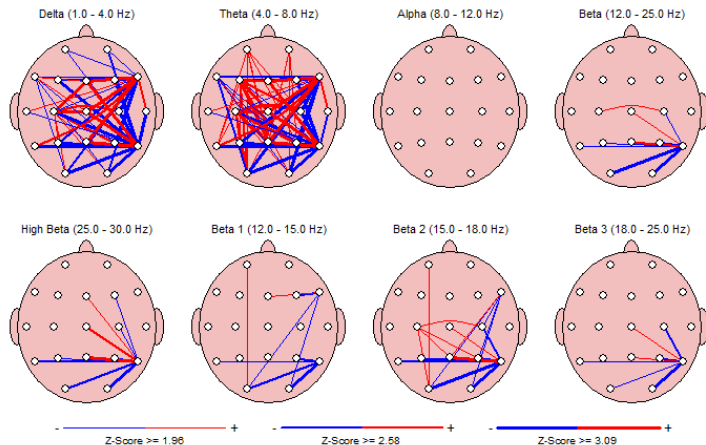 Delta (1.0 - 4.0 Hz) Theta (4.0 - 8.0 Hz) Alpha (8.0 - 12.0 Hz) Beta (12.0 - 25.0 Hz)
High Beta (25.0 - 30.0 Hz) Beta 1 (12.0 - 15.0 Hz) Beta 2 (15.0 - 18.0 Hz) Beta 3 (18.0 - 25.0 Hz)
- + - + - +
Z-Score >= 1.96 Z-Score >= 2.58 Z-Score >= 3.09